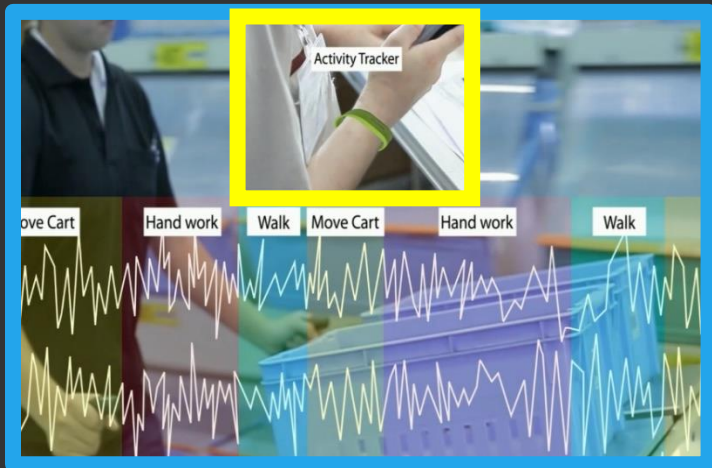 Activity Tracker
ove Cart
Hand work
Walk
Move Cart
Hand work
Walk